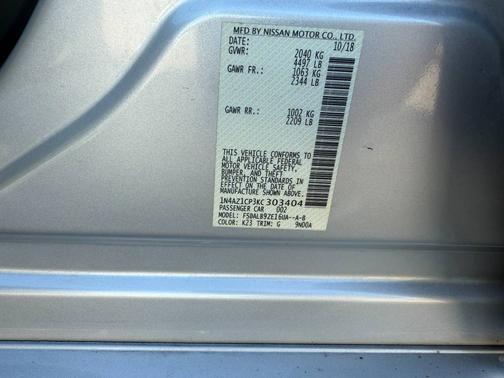 MFD BY NISSAN MOTOR CO., LTD.
DATE: 10/18
GVWR: 2040 KG
4497 LB
GAWR FR.: 1063 KG
2344 LB
GAWR RR.: 1002 KG
2209 LB
THIS VEHICLE CONFORMS TO
ALL APPLICABLE FEDERAL
MOTOR VEHICLE SAFETY,
BUMPER, AND THEFT
PREVENTION STANDARDS
IN EFFECT ON THE DATE OF
MANUFACTURE SHOWN ABOVE.
1N4AZ1CP3KC 303404
PASSENGER CAR 002
MODEL: FSDALB9ZE16UA--A-B
COLOR: K23 TRIM: G 9N00A